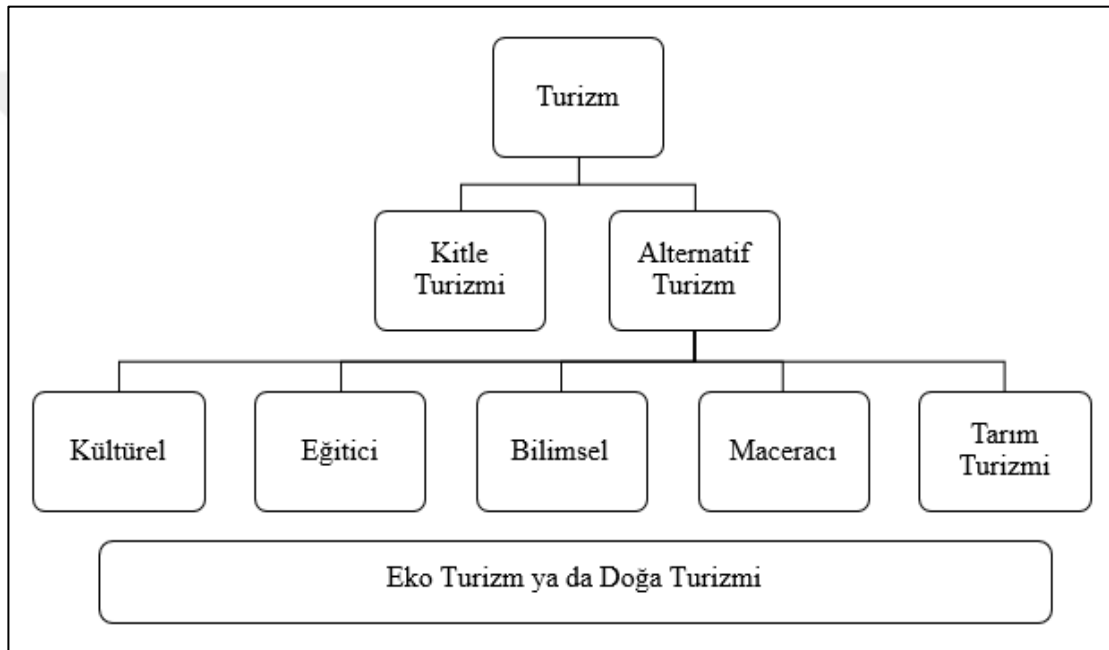 Turizm
Kitle
Turizmi
Alternatif
Turizm
Kültürel
Eğitici
Bilimsel
Maceracı
Tarım
Turizmi
Eko Turizm ya da Doğa Turizmi